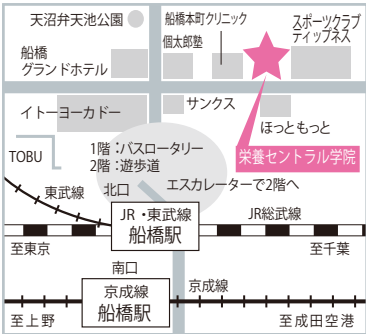 天沼弁天池公園
船橋本町クリニック
スポーツクラブ
ティップネス
個太郎塾
船橋
グランドホテル
イトーヨーカドー
サンクス
ほっともっと
TOBU
1階:バスロータリー
2階:遊歩道
栄養セントラル学院
東武線
北口
エスカレーターで2階へ
JR・東武線
船橋駅
JR総武線
至東京
至千葉
南口
京成線
船橋駅
京成線
至上野
至成田空港